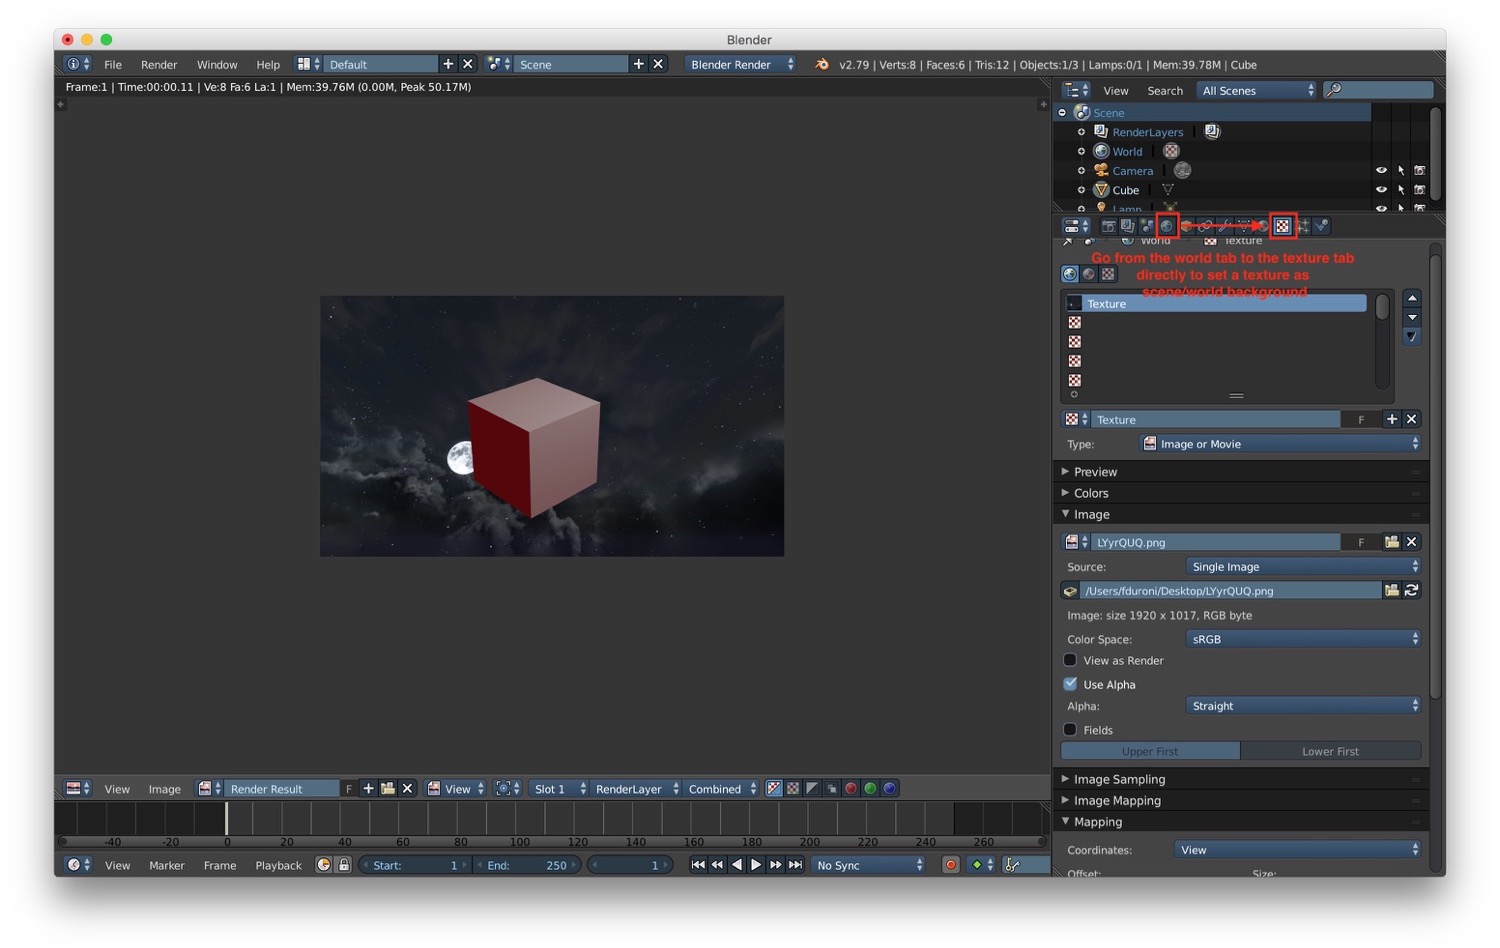 Blender
File Render Window Help Default Scene Blender Render v2.79 | Verts:8 | Faces:6 | Tris:12 | Objects:1/3 | Lamps:0/1 | Mem:39.78M | Cube
Frame:1 | Time:00:00.11 | Ve:8 Fa:6 La:1 | Mem:39.76M (0.00M, Peak 50.17M)
View Search All Scenes
Scene
RenderLayers
World
Camera
Cube
Lamp
World Texture
Go from the world tab to the texture tab
directly to set a texture as
scene/world background
Texture
Texture F
Type: Image or Movie
Preview
Colors
Image
LYyrQUQ.png F
Source: Single Image
/Users/fduroni/Desktop/LYyrQUQ.png
Image: size 1920 x 1017, RGB byte
Color Space: sRGB
View as Render
Use Alpha
Alpha: Straight
Fields
Upper First Lower First
Image Sampling
Image Mapping
Mapping
Coordinates: View
Offset: Size:
View Image Render Result F View Slot 1 RenderLayer Combined
-40 -20 0 20 40 60 80 100 120 140 160 180 200 220 240 260
View Marker Frame Playback Start: 1 End: 250 1 No Sync